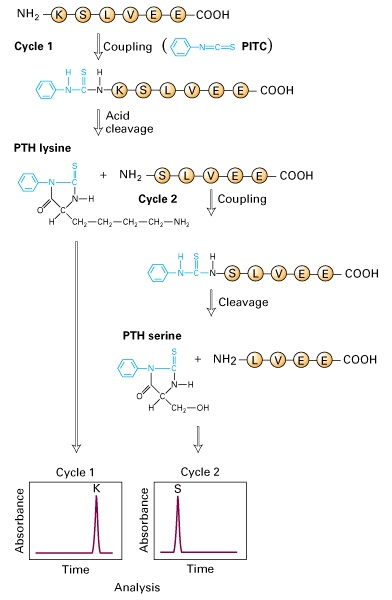 NH2 K S L V E E COOH
Cycle 1 Coupling ( N=C=S PITC)
H S H
N—C—N—K S L V E E COOH
Acid
cleavage
PTH lysine
+ NH2 S L V E E COOH
Cycle 2 Coupling
S
N C
N—H
O C
H CH2—CH2—CH2—CH2—NH2
H S H
N—C—N—S L V E E COOH
Cleavage
PTH serine
+ NH2 L V E E COOH
S
N C
N—H
O C
H CH2—OH
Cycle 1 Cycle 2
K S
Absorbance Absorbance
Time Time
Analysis